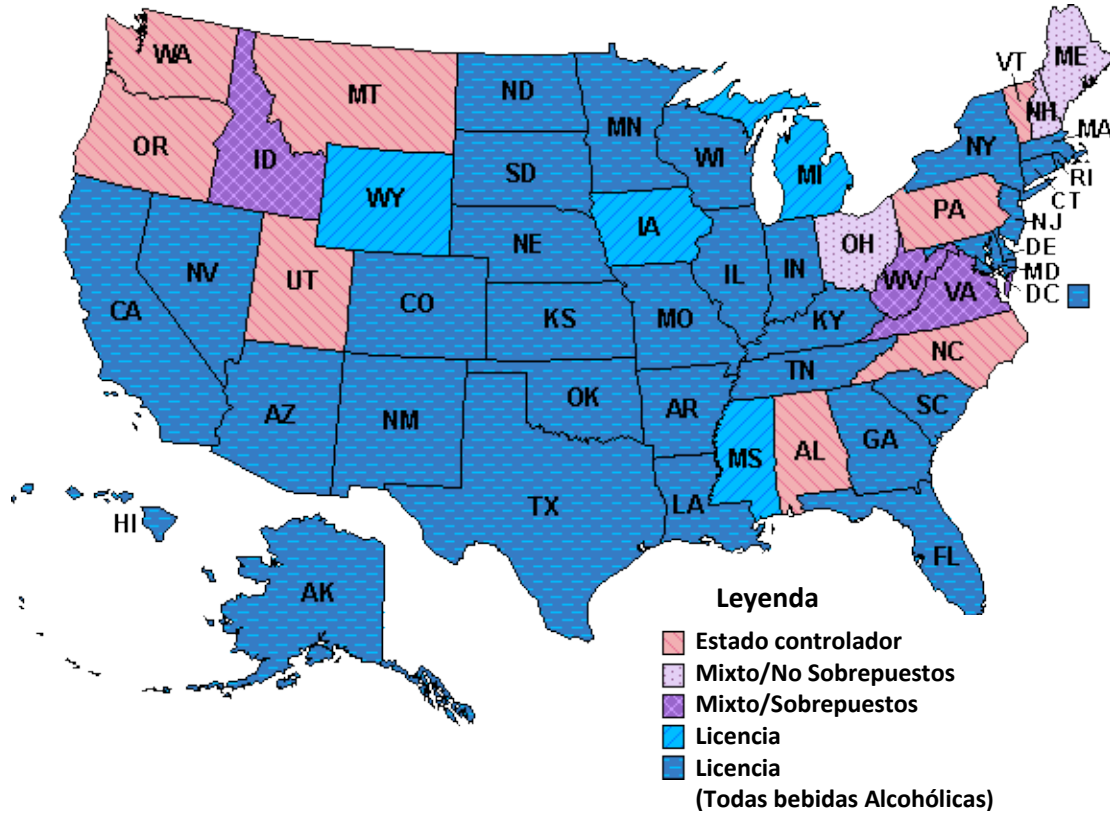 WA
MT
ND
MN
VT
ME
NH
MA
OR
ID
SD
WI
NY
RI
WY
MI
CT
IA
PA
NJ
NE
OH
DE
NV
UT
IL
IN
WV
MD
VA
DC
CA
CO
KS
MO
KY
NC
TN
AZ
NM
OK
AR
SC
MS
AL
GA
TX
LA
HI
FL
AK
Leyenda
Estado controlador
Mixto/No Sobrepuestos
Mixto/Sobrepuestos
Licencia
Licencia
(Todas bebidas Alcohólicas)